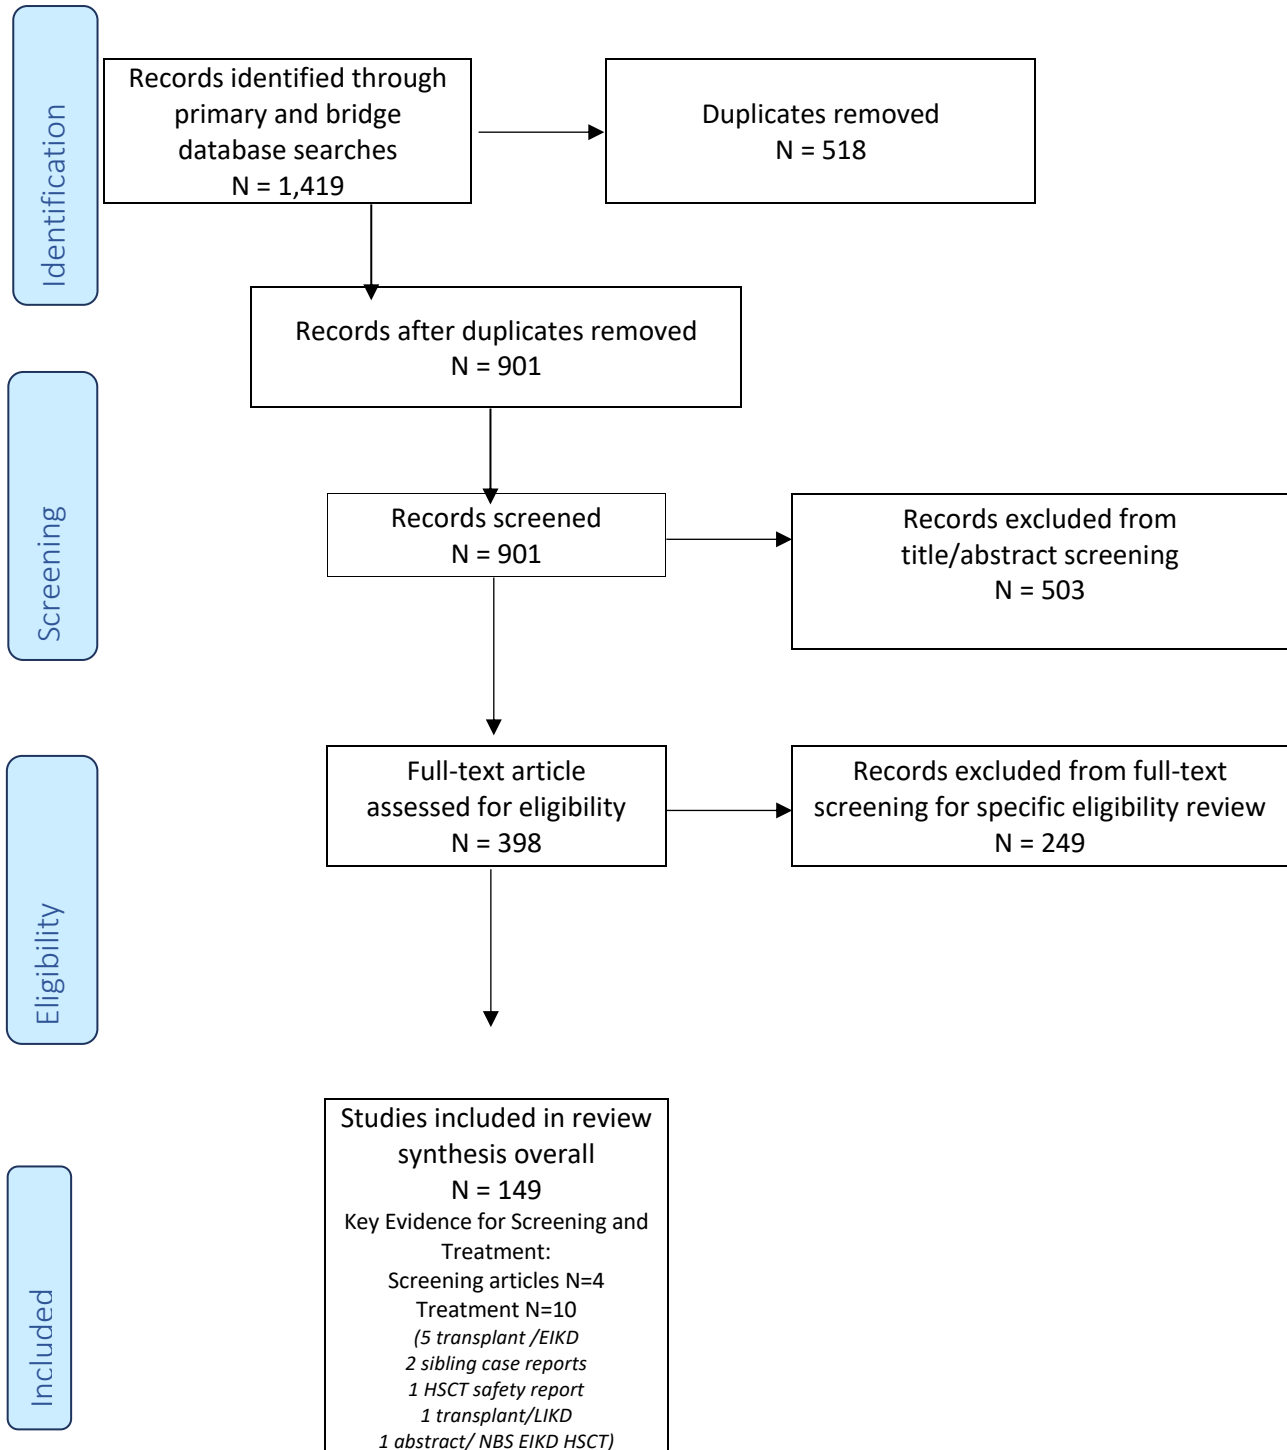 Identification
Records identified through
primary and bridge
database searches
N = 1,419
Duplicates removed
N = 518
Records after duplicates removed
N = 901
Screening
Records screened
N = 901
Records excluded from
title/abstract screening
N = 503
Eligibility
Full-text article
assessed for eligibility
N = 398
Records excluded from full-text
screening for specific eligibility review
N = 249
Included
Studies included in review
synthesis overall
N = 149
Key Evidence for Screening and
Treatment:
Screening articles N=4
Treatment N=10
(5 transplant /EIKD
2 sibling case reports
1 HSCT safety report
1 transplant/LIKD
1 abstract/ NBS EIKD HSCT)